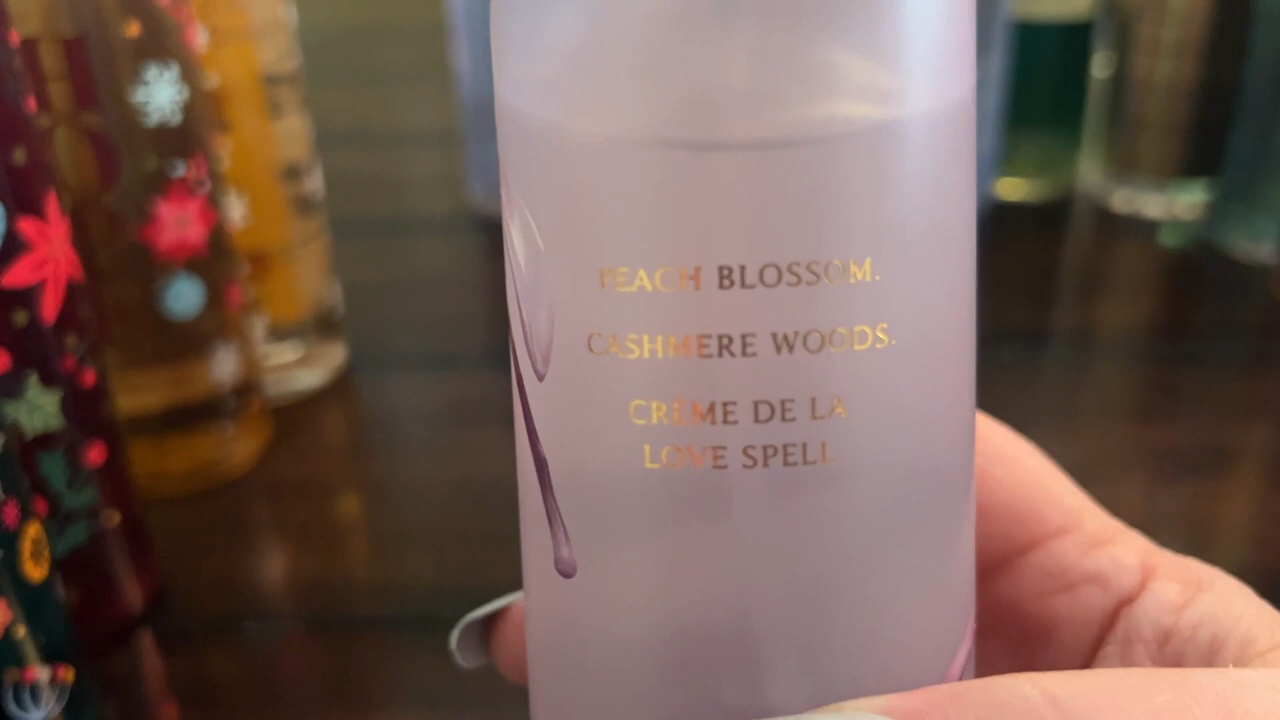 PEACH BLOSSOM.
CASHMERE WOODS.
CRÈME DE LA
LOVE SPELL.